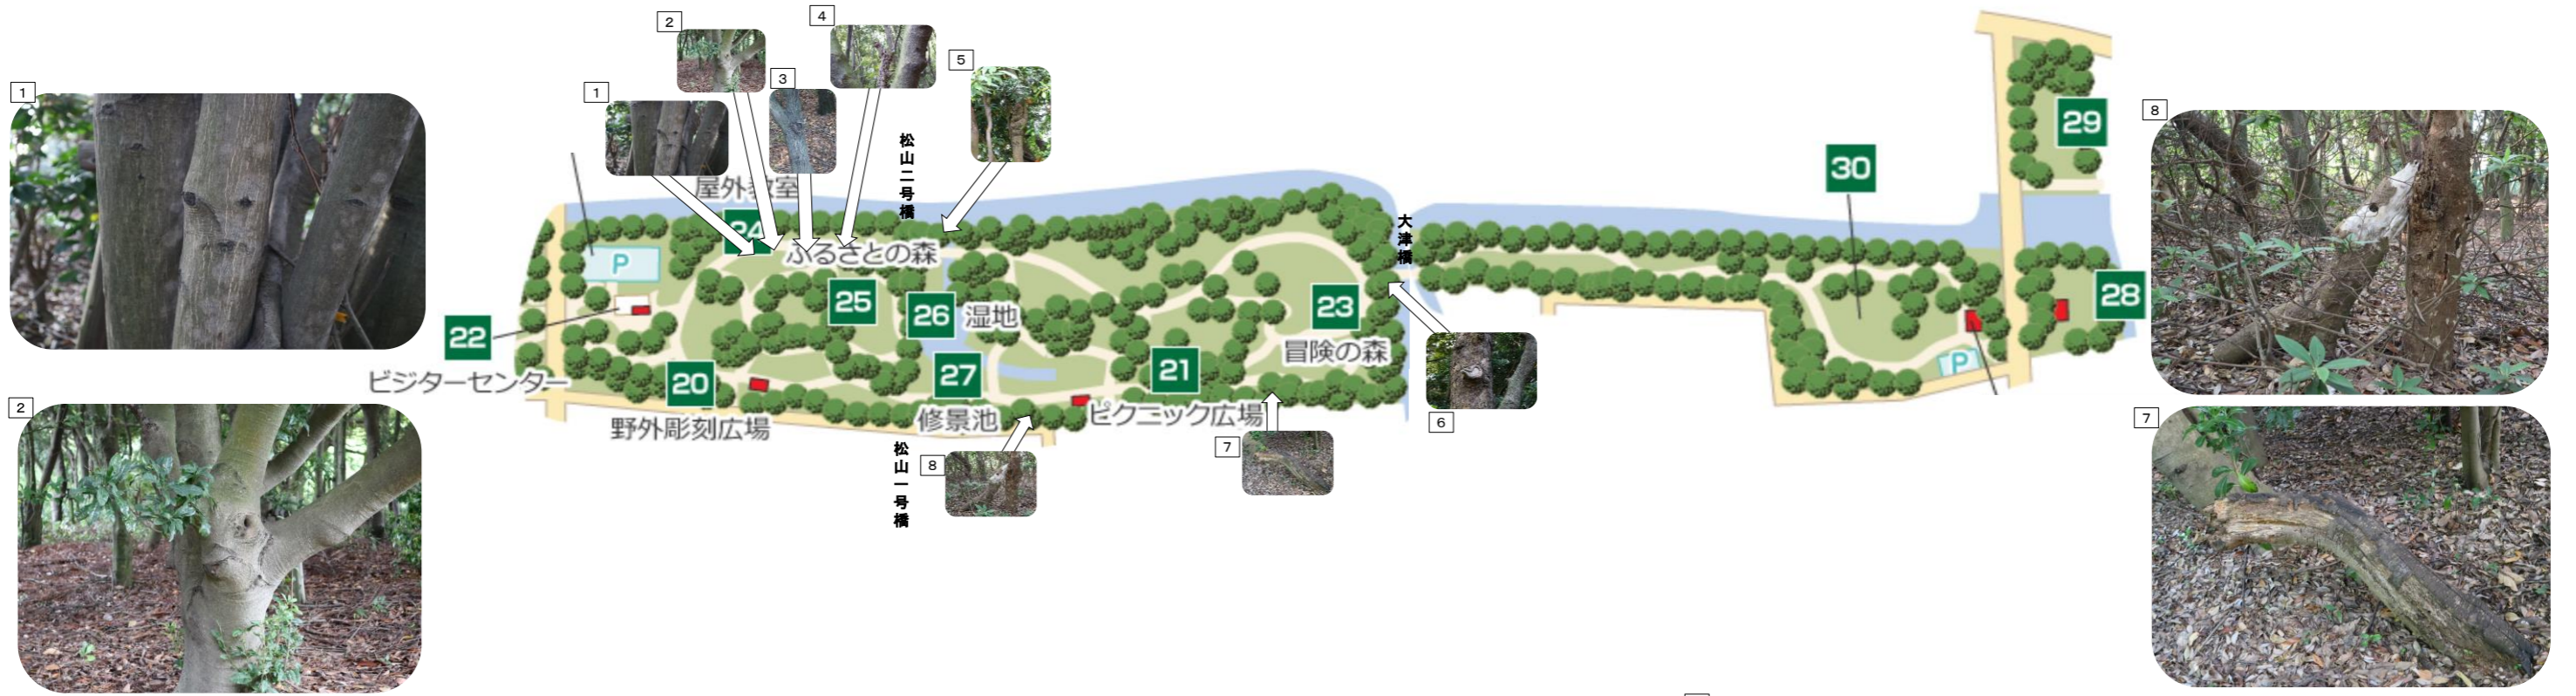 1
2
3
4
5
1
2
8
7
松山二号橋
屋外教室
24
ふるさとの森
P
25
26
湿地
22
ビジターセンター
20
野外彫刻広場
27
修景池
21
ピクニック広場
23
冒険の森
大津橋
30
29
28
P
松山一号橋
8
7
6